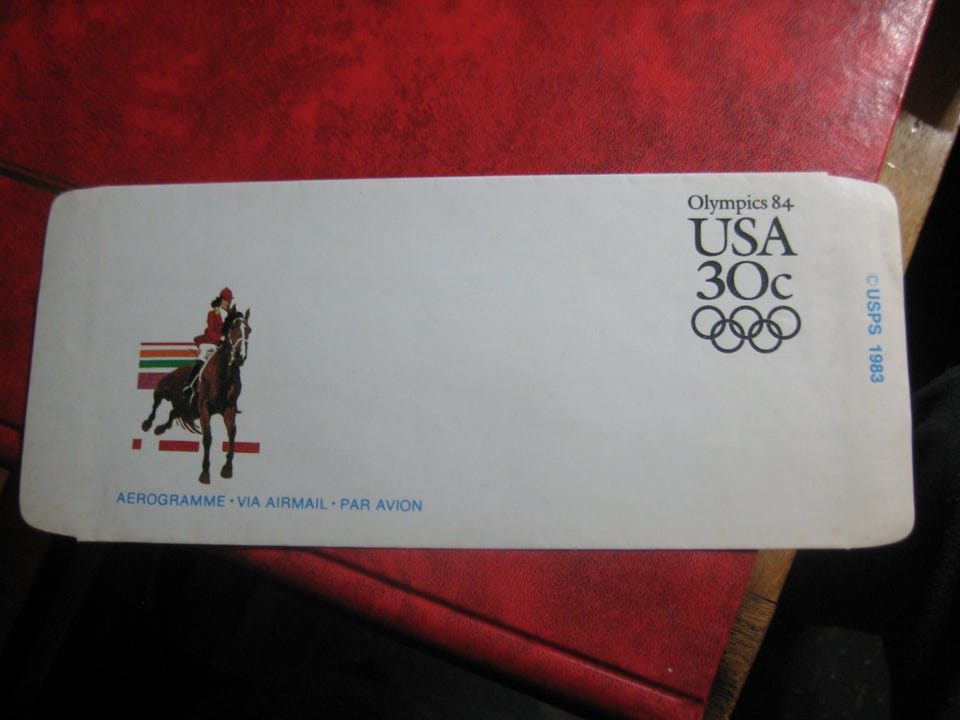 Olympics 84
USA
30c
© USPS 1983
AEROGRAMME • VIA AIRMAIL • PAR AVION